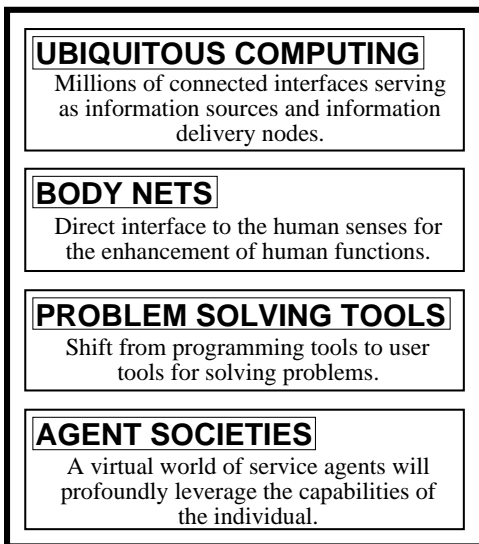 UBIQUITOUS COMPUTING
Millions of connected interfaces serving
as information sources and information
delivery nodes.
BODY NETS
Direct interface to the human senses for
the enhancement of human functions.
PROBLEM SOLVING TOOLS
Shift from programming tools to user
tools for solving problems.
AGENT SOCIETIES
A virtual world of service agents will
profoundly leverage the capabilities of
the individual.